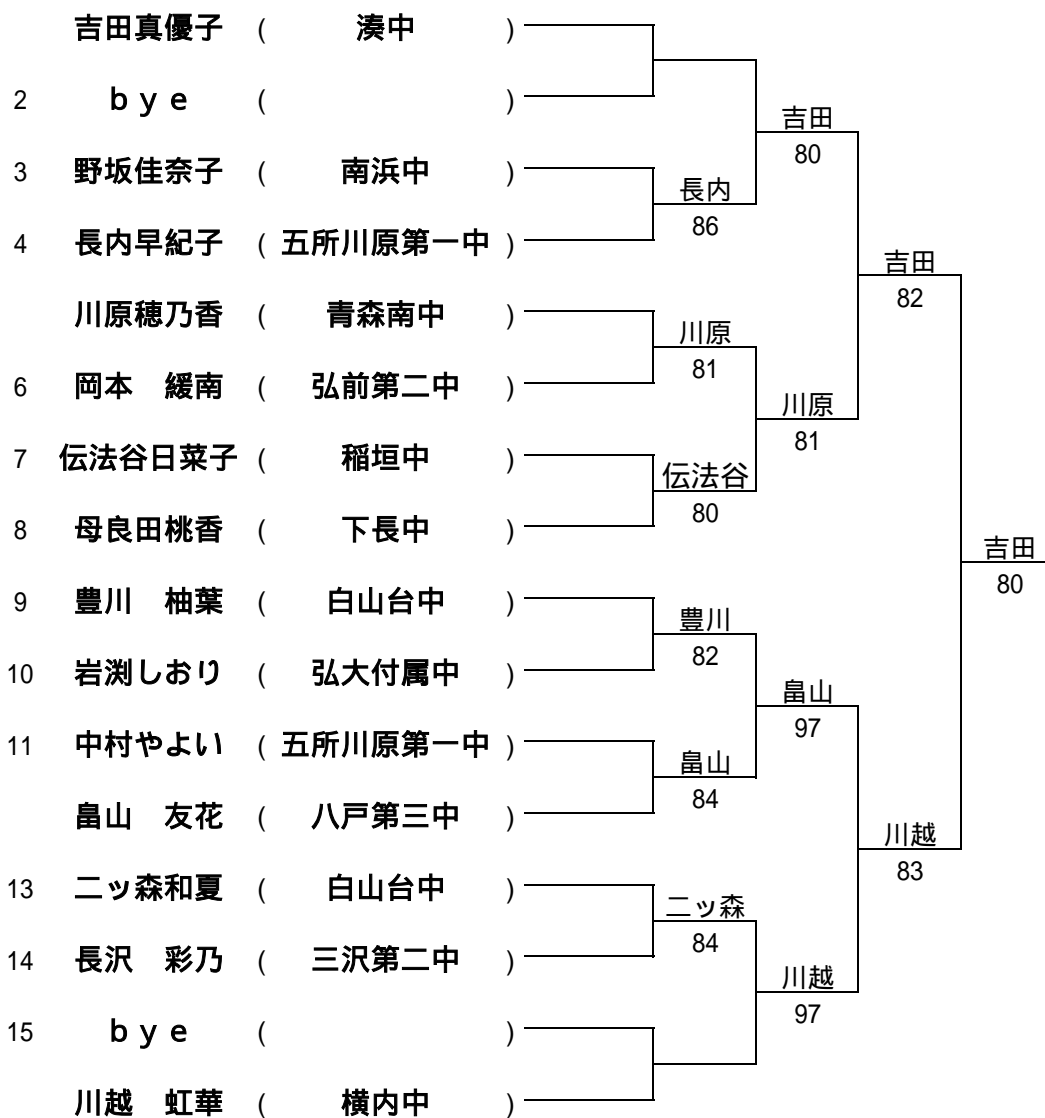 吉田真優子 ( 湊中 )
2 ｂｙｅ ( )
吉田
80
3 野坂佳奈子 ( 南浜中 )
長内
86
4 長内早紀子 ( 五所川原第一中 )
吉田
82
川原穂乃香 ( 青森南中 )
川原
81
6 岡本　緩南 ( 弘前第二中 )
川原
81
7 伝法谷日菜子 ( 稲垣中 )
伝法谷
80
8 母良田桃香 ( 下長中 )
吉田
80
9 豊川　柚葉 ( 白山台中 )
豊川
82
10 岩渕しおり ( 弘大付属中 )
畠山
97
11 中村やよい ( 五所川原第一中 )
畠山
84
畠山　友花 ( 八戸第三中 )
川越
83
13 二ッ森和夏 ( 白山台中 )
二ッ森
84
14 長沢　彩乃 ( 三沢第二中 )
川越
97
15 ｂｙｅ ( )
川越　虹華 ( 横内中 )